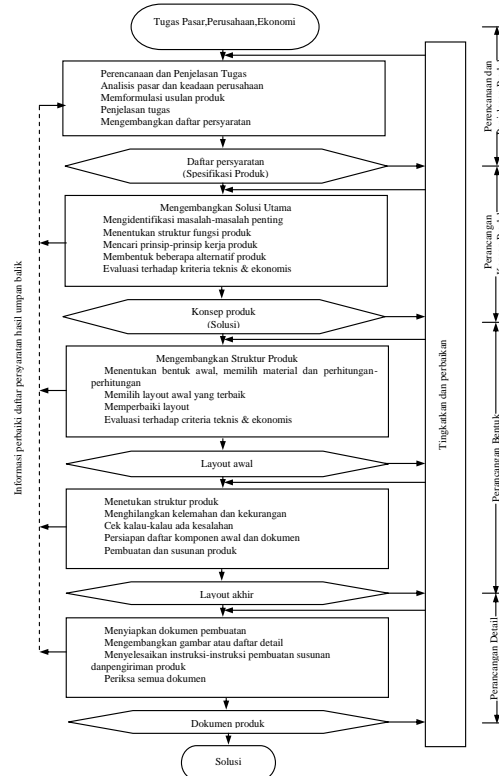 Tugas Pasar,Perusahaan,Ekonomi
Perencanaan dan Penjelasan Tugas
Analisis pasar dan keadaan perusahaan
Memformulasi usulan produk
Penjelasan tugas
Mengembangkan daftar persyaratan
Daftar persyaratan
(Spesifikasi Produk)
Mengembangkan Solusi Utama
Mengidentifikasi masalah-masalah penting
Menentukan struktur fungsi produk
Mencari prinsip-prinsip kerja produk
Membentuk beberapa alternatif produk
Evaluasi terhadap kriteria teknis & ekonomis
Konsep produk
(Solusi)
Mengembangkan Struktur Produk
Menentukan bentuk awal, memilih material dan perhitungan-
perhitungan
Memilih layout awal yang terbaik
Memperbaiki layout
Evaluasi terhadap criteria teknis & ekonomis
Layout awal
Menetukan struktur produk
Menghilangkan kelemahan dan kekurangan
Cek kalau-kalau ada kesalahan
Persiapan daftar komponen awal dan dokumen
Pembuatan dan susunan produk
Layout akhir
Menyiapkan dokumen pembuatan
Mengembangkan gambar atau daftar detail
Menyelesaikan instruksi-instruksi pembuatan susunan
danpengiriman produk
Periksa semua dokumen
Dokumen produk
Solusi
Informasi perbaiki daftar persyaratan hasil umpan balik
Tingkatkan dan perbaikan
Perencanaan dan
Perancangan
Perancangan Bentuk
Perancangan Detail